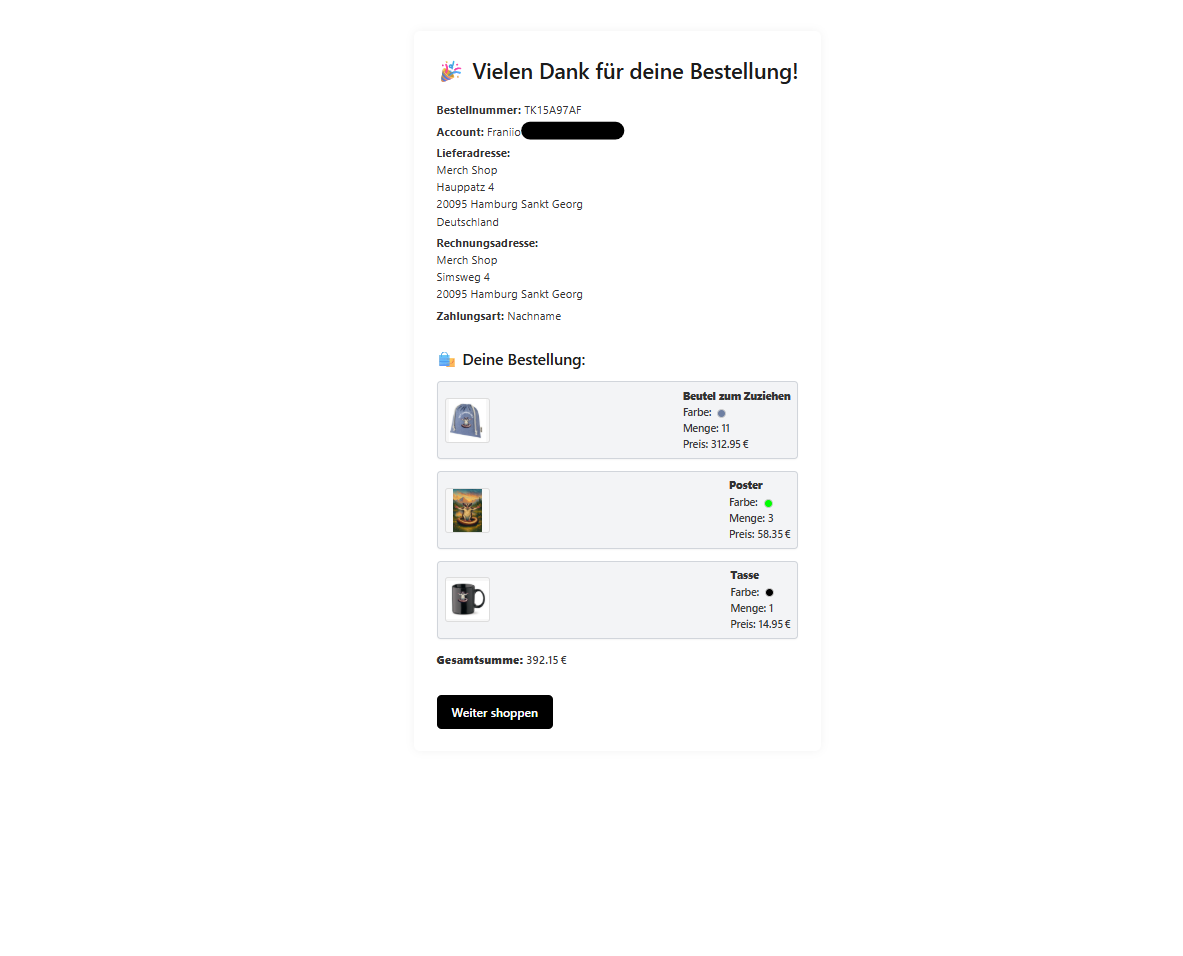 Vielen Dank für deine Bestellung!
Bestellnummer: TK15A97AF
Account: Franiio
Lieferadresse:
Merch Shop
Hauppatz 4
20095 Hamburg Sankt Georg
Deutschland
Rechnungsadresse:
Merch Shop
Simsweg 4
20095 Hamburg Sankt Georg
Zahlungsart: Nachname
Deine Bestellung:
Beutel zum Zuziehen
Farbe:
Menge: 11
Preis: 312.95 €
Poster
Farbe:
Menge: 3
Preis: 58.35 €
Tasse
Farbe:
Menge: 1
Preis: 14.95 €
Gesamtsumme: 392.15 €
Weiter shoppen